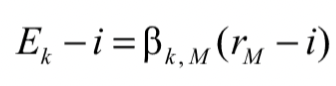 E_k − i = β_{k, M} (r_M − i)